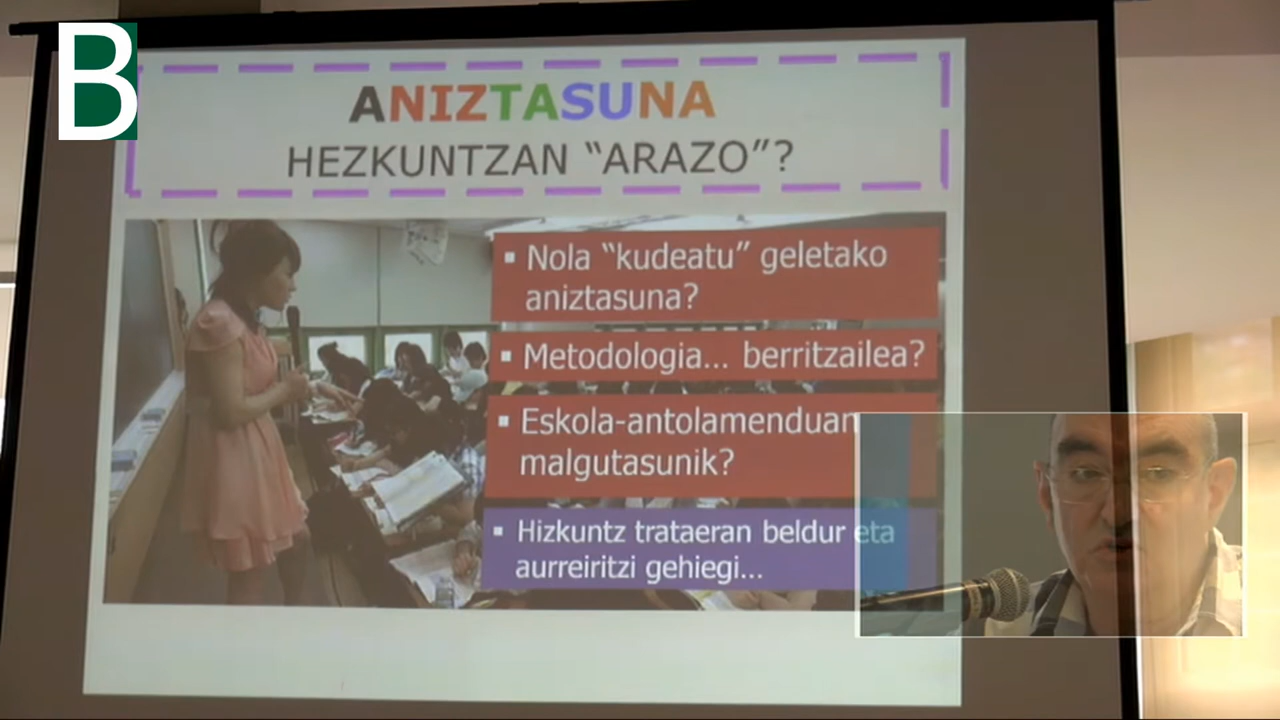 B
ANIZTASUNA
HEZKUNTZAN “ARAZO”?
▪ Nola “kudeatu” geletako
aniztasuna?
▪ Metodologia... berritzailea?
▪ Eskola-antolamenduan
malgutasunik?
▪ Hizkuntz trataeran beldur eta
aurreiritzi gehiegi...